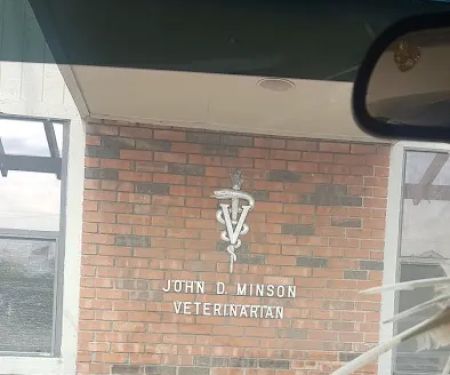 V
JOHN D. MINSON
VETERINARIAN